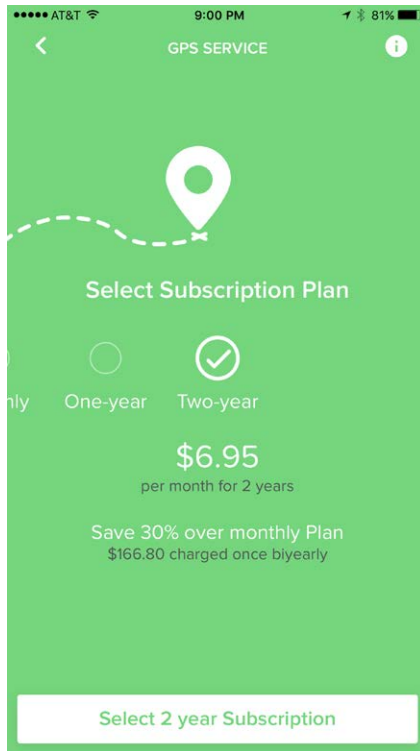 AT&T 9:00 PM 81%
GPS SERVICE
Select Subscription Plan
One-year Two-year
$6.95
per month for 2 years
Save 30% over monthly Plan
$166.80 charged once biyearly
Select 2 year Subscription